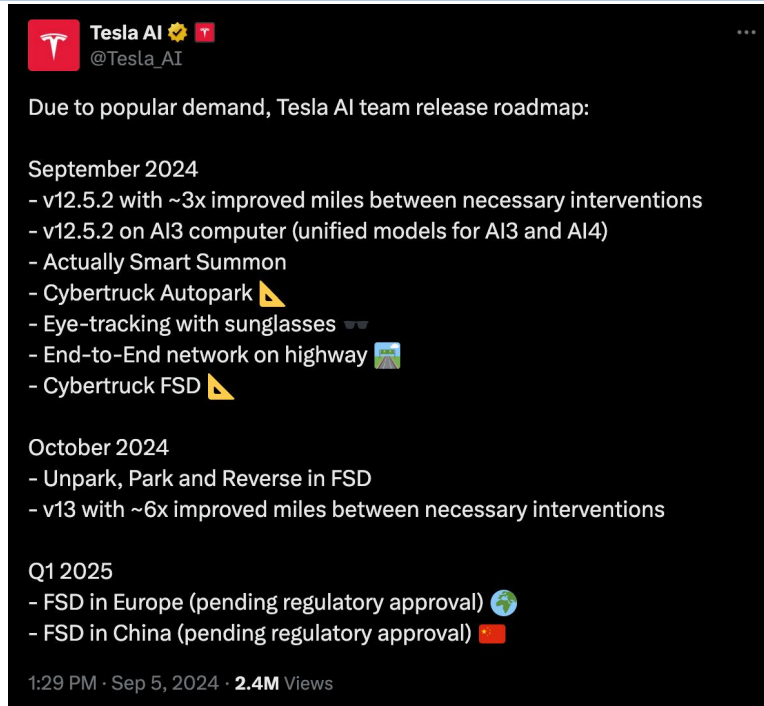 Tesla AI
@Tesla_AI
Due to popular demand, Tesla AI team release roadmap:
September 2024
- v12.5.2 with ~3x improved miles between necessary interventions
- v12.5.2 on AI3 computer (unified models for AI3 and AI4)
- Actually Smart Summon
- Cybertruck Autopark 📐
- Eye-tracking with sunglasses 🕶️
- End-to-End network on highway 🛣️
- Cybertruck FSD 📐
October 2024
- Unpark, Park and Reverse in FSD
- v13 with ~6x improved miles between necessary interventions
Q1 2025
- FSD in Europe (pending regulatory approval) 🌍
- FSD in China (pending regulatory approval) 🇨🇳
1:29 PM · Sep 5, 2024 · 2.4M Views